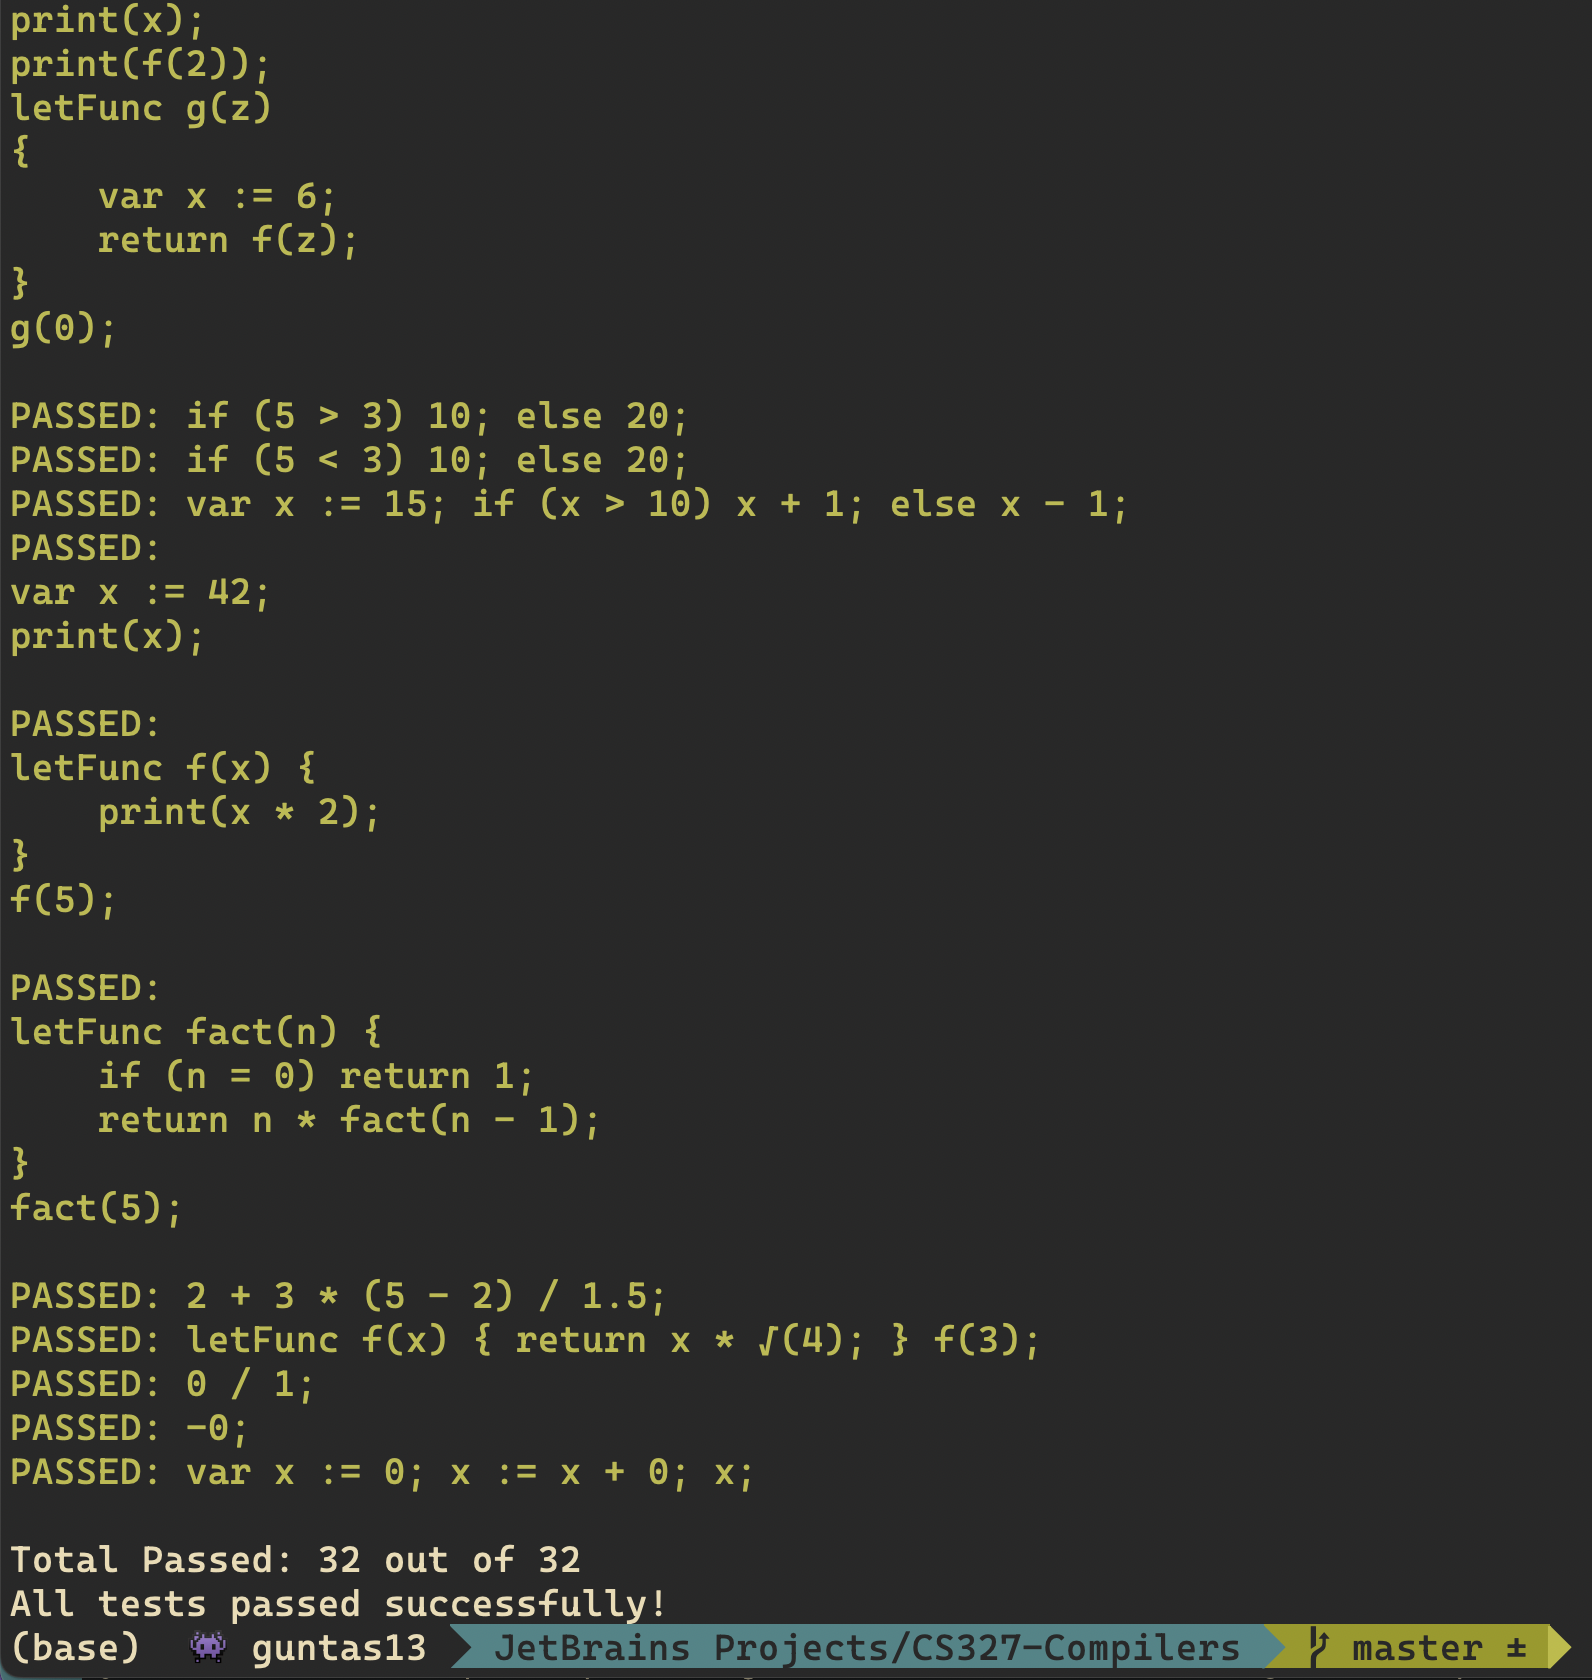 print(x);
print(f(2));
letFunc g(z)
{
    var x := 6;
    return f(z);
}
g(0);

PASSED: if (5 > 3) 10; else 20;
PASSED: if (5 < 3) 10; else 20;
PASSED: var x := 15; if (x > 10) x + 1; else x - 1;
PASSED:
var x := 42;
print(x);

PASSED:
letFunc f(x) {
    print(x * 2);
}
f(5);

PASSED:
letFunc fact(n) {
    if (n = 0) return 1;
    return n * fact(n - 1);
}
fact(5);

PASSED: 2 + 3 * (5 - 2) / 1.5;
PASSED: letFunc f(x) { return x * √(4); } f(3);
PASSED: 0 / 1;
PASSED: -0;
PASSED: var x := 0; x := x + 0; x;

Total Passed: 32 out of 32
All tests passed successfully!
(base) 👾 guntas13 JetBrains Projects/CS327-Compilers master ±